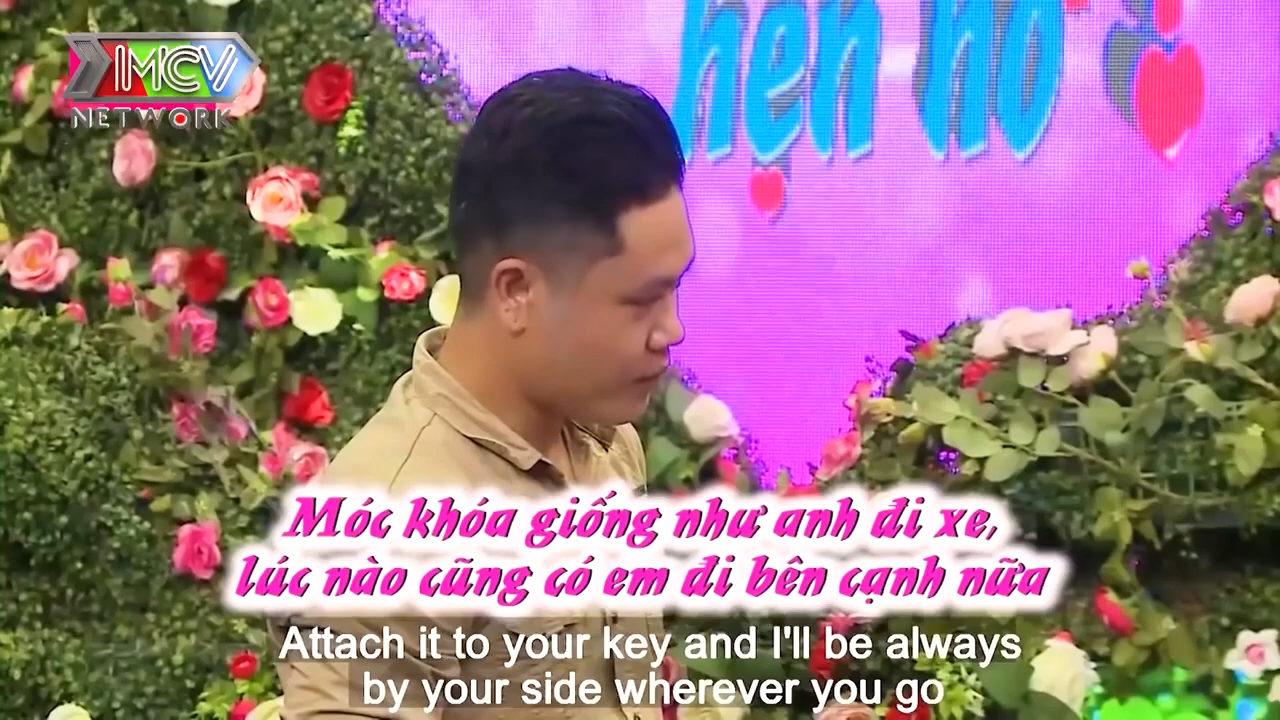 MCV
NETWORK
hẹn hò
Móc khóa giống như anh đi xe,
lúc nào cũng có em đi bên cạnh nữa
Attach it to your key and I'll be always
by your side wherever you go